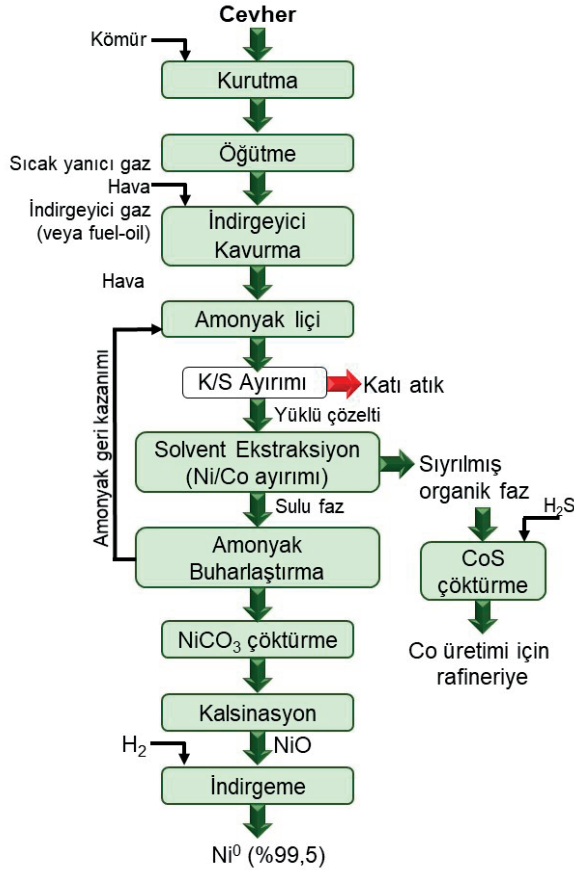 Cevher
Kömür
Kurutma
Öğütme
Sıcak yanıcı gaz
Hava
İndirgeyici gaz
(veya fuel-oil)
İndirgeyici
Kavurma
Hava
Amonyak liçi
Amonyak geri kazanımı
K/S Ayırımı
Katı atık
Yüklü çözelti
Solvent Ekstraksiyon
(Ni/Co ayırımı)
Sıyrılmış
organik faz
Sulu faz
H₂S
Amonyak
Buharlaştırma
CoS
çöktürme
NiCO₃ çöktürme
Co üretimi için
rafineriye
Kalsinasyon
H₂
NiO
İndirgeme
Ni⁰ (%99,5)